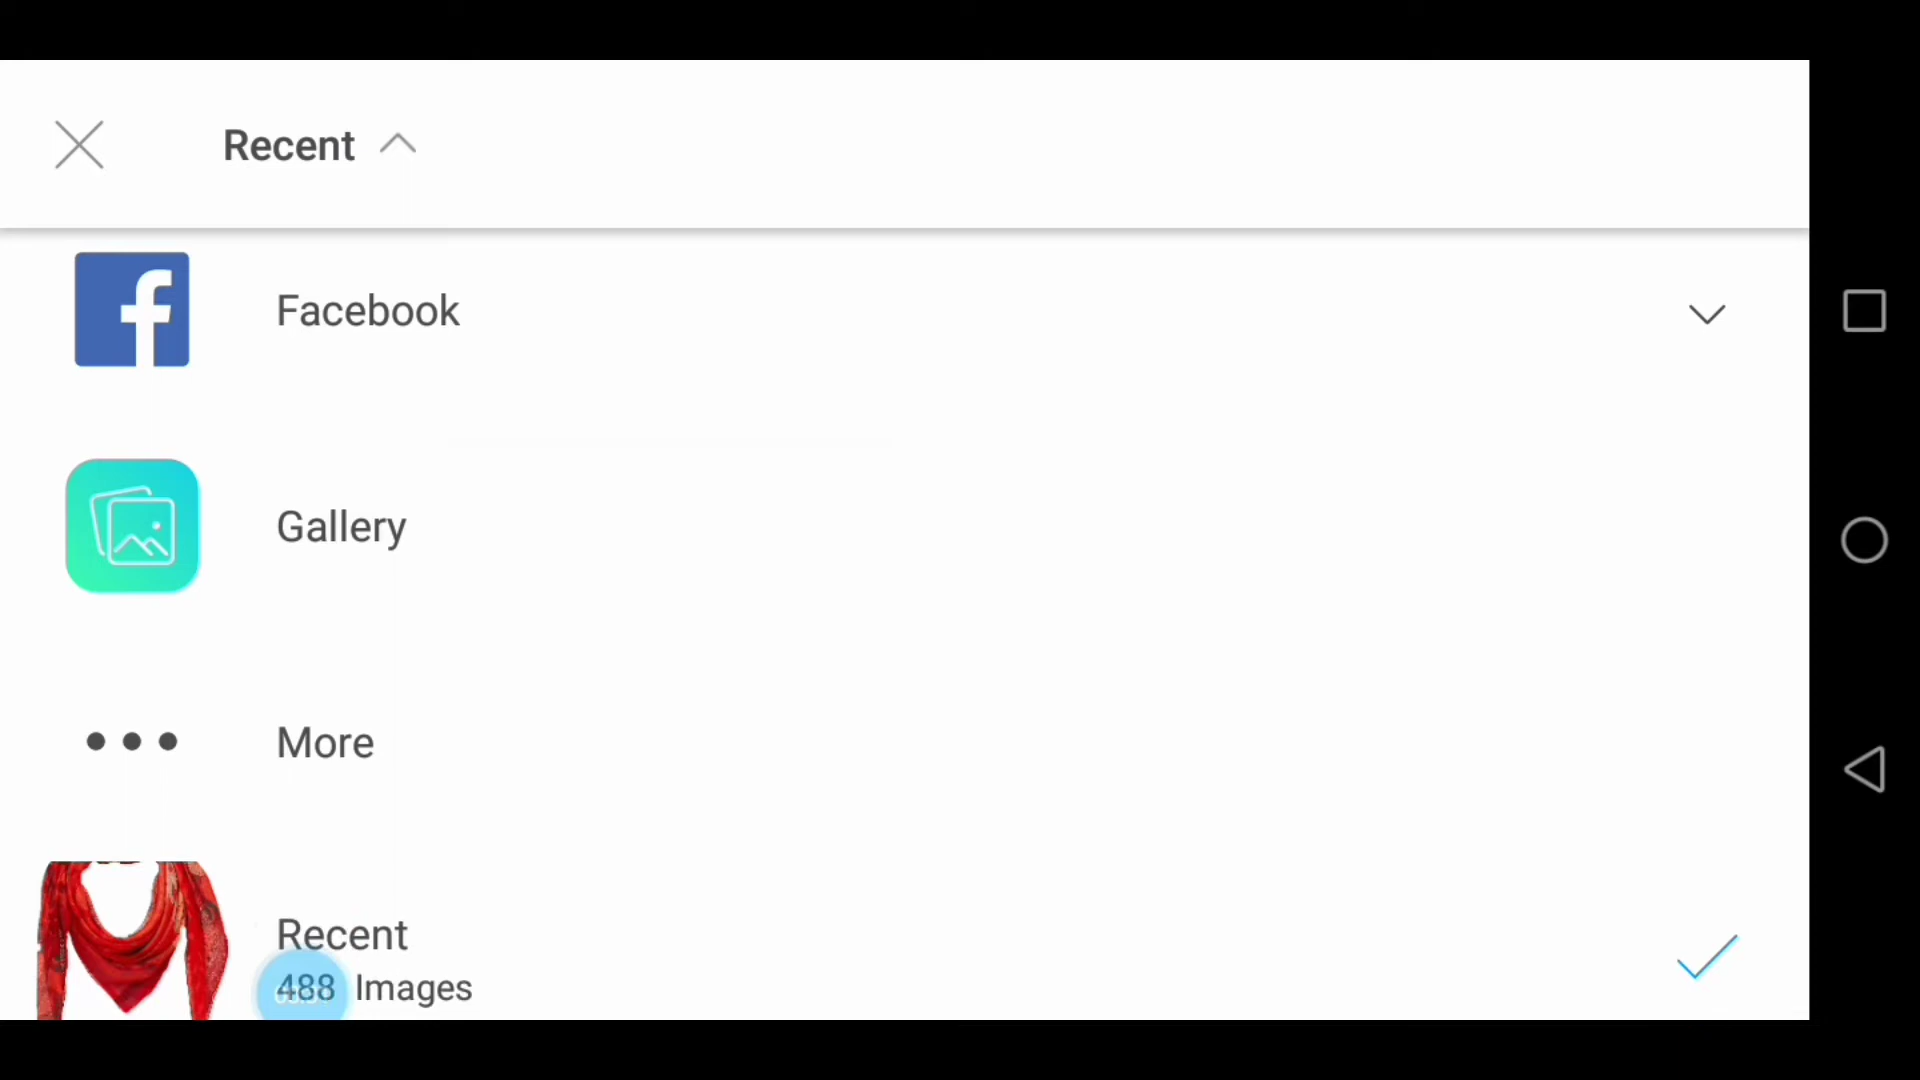 Recent
Facebook
Gallery
More
Recent
488 Images